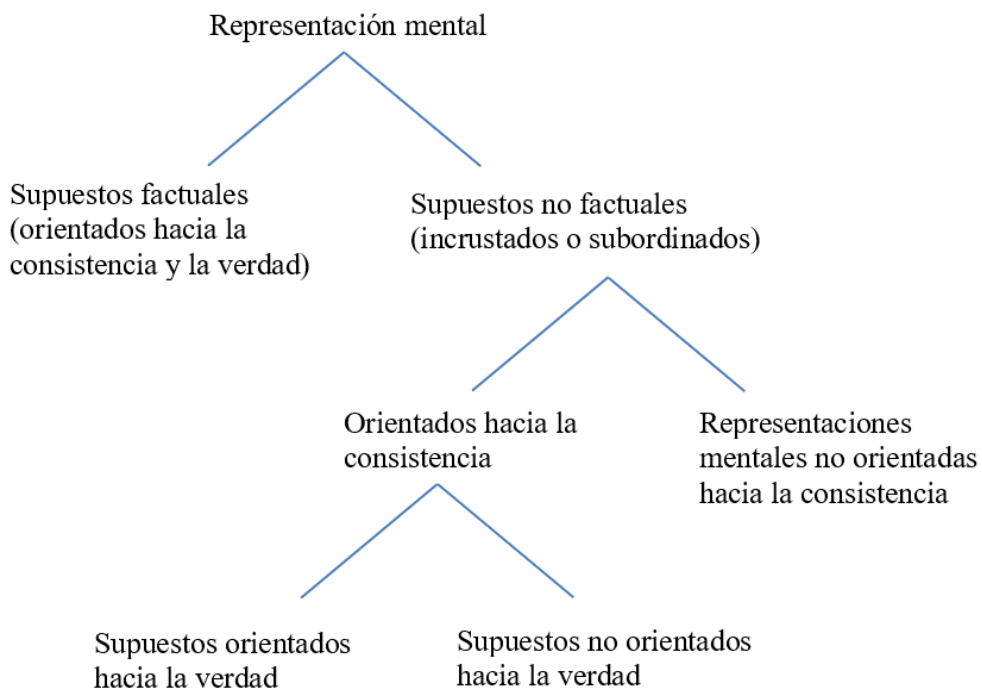 Representación mental
Supuestos factuales
(orientados hacia la
consistencia y la verdad)
Supuestos no factuales
(incrustados o subordinados)
Orientados hacia la
consistencia
Representaciones
mentales no orientadas
hacia la consistencia
Supuestos orientados
hacia la verdad
Supuestos no orientados
hacia la verdad